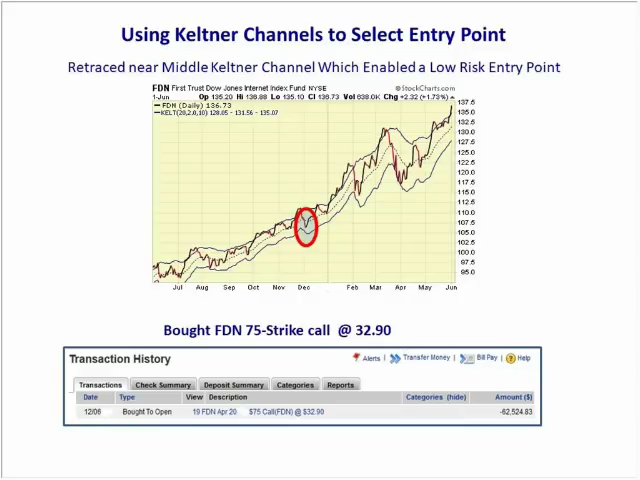 Using Keltner Channels to Select Entry Point
Retraced near Middle Keltner Channel Which Enabled a Low Risk Entry Point
FDN First Trust Dow Jones Internet Index Fund NYSE © StockCharts.com
1-Jun Op 135.20 Hi 136.88 Lo 135.10 Cl 136.73 Vol 638.0K Chg +2.32 (+1.73%)
FDN (Daily) 136.73
KELT(20,2.0,10) 128.05 - 131.56 - 135.07
137.5
135.0
132.5
130.0
127.5
125.0
122.5
120.0
117.5
115.0
112.5
110.0
107.5
105.0
102.5
100.0
97.5
95.0
Jul Aug Sep Oct Nov Dec Feb Mar Apr May Jun
Bought FDN 75-Strike call @ 32.90
Transaction History Alerts Transfer Money Bill Pay Help
Transactions Check Summary Deposit Summary Categories Reports
Date Type View Description Categories (hide) Amount ($)
12/06 Bought To Open 19 FDN Apr 20 $75 Call(FDN) @ $32.90 -62,524.83